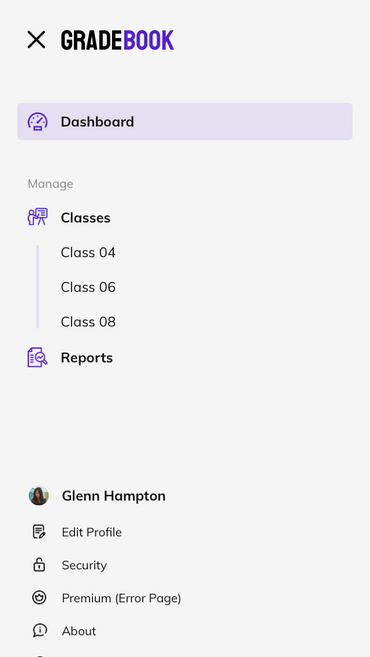 GRADEBOOK
Dashboard
Manage
Classes
Class 04
Class 06
Class 08
Reports
Glenn Hampton
Edit Profile
Security
Premium (Error Page)
About